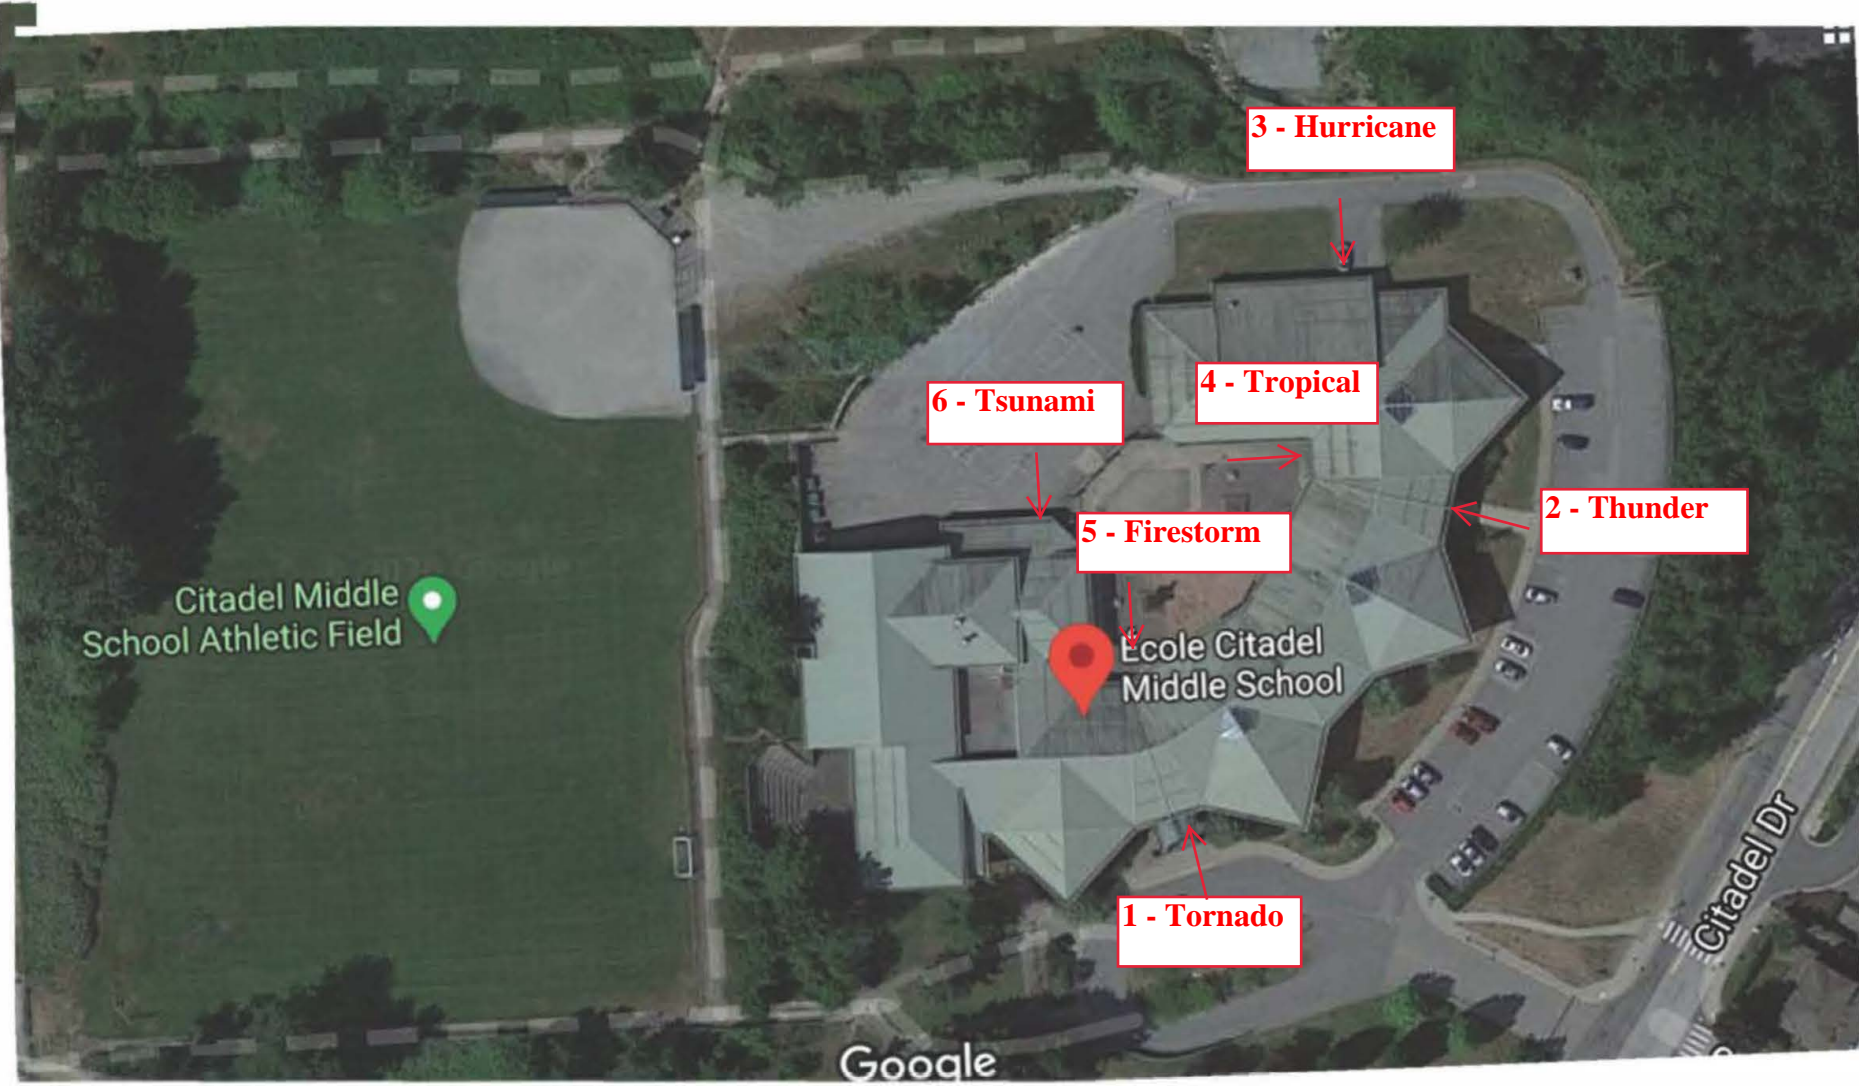 3 - Hurricane
4 - Tropical
6 - Tsunami
2 - Thunder
5 - Firestorm
Citadel Middle
School Athletic Field
École Citadel
Middle School
1 - Tornado
Citadel Dr
Google